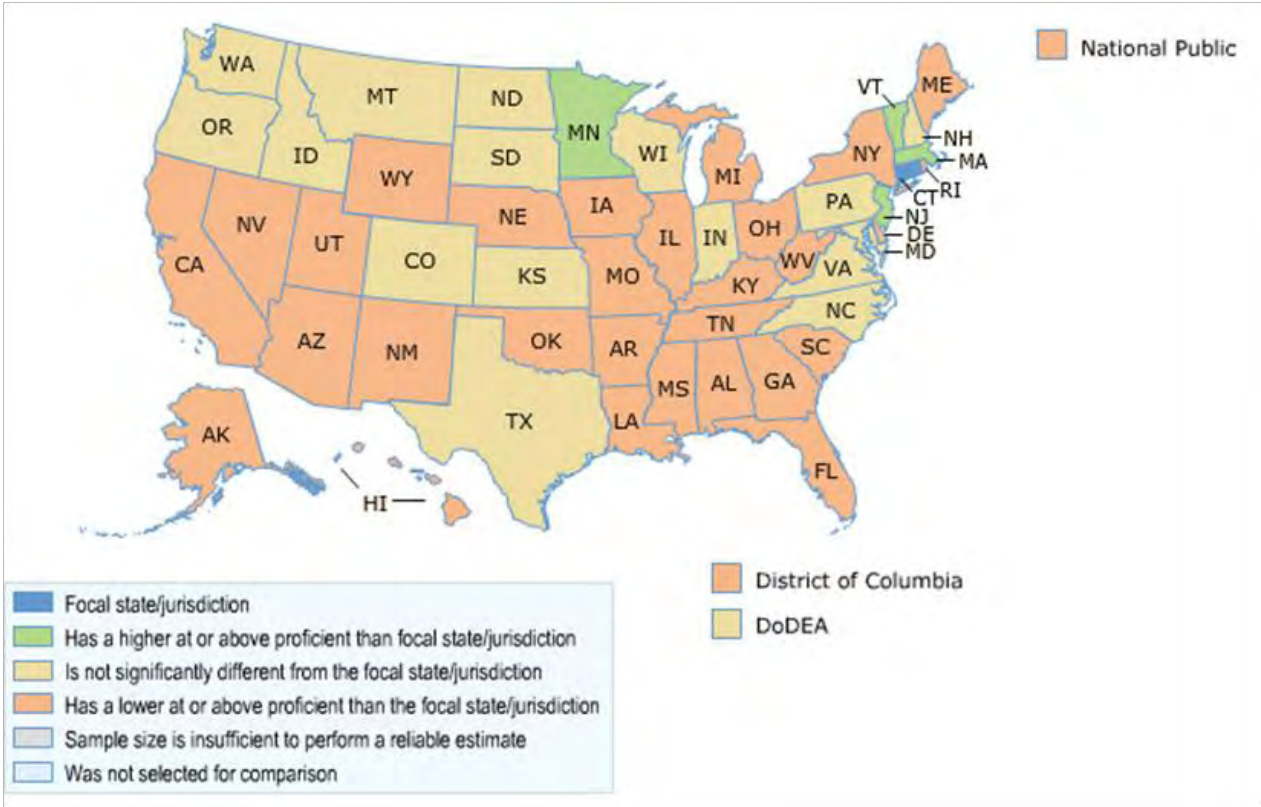 National Public
WA
MT
ND
MN
VT
ME
OR
ID
SD
WI
NY
NH
MA
WY
MI
RI
CT
IA
NE
PA
NJ
NV
UT
IL
IN
OH
DE
MD
CA
CO
KS
MO
WV
VA
KY
NC
AZ
NM
OK
AR
TN
SC
MS
AL
GA
TX
LA
AK
FL
HI
District of Columbia
DoDEA
Focal state/jurisdiction
Has a higher at or above proficient than focal state/jurisdiction
Is not significantly different from the focal state/jurisdiction
Has a lower at or above proficient than the focal state/jurisdiction
Sample size is insufficient to perform a reliable estimate
Was not selected for comparison